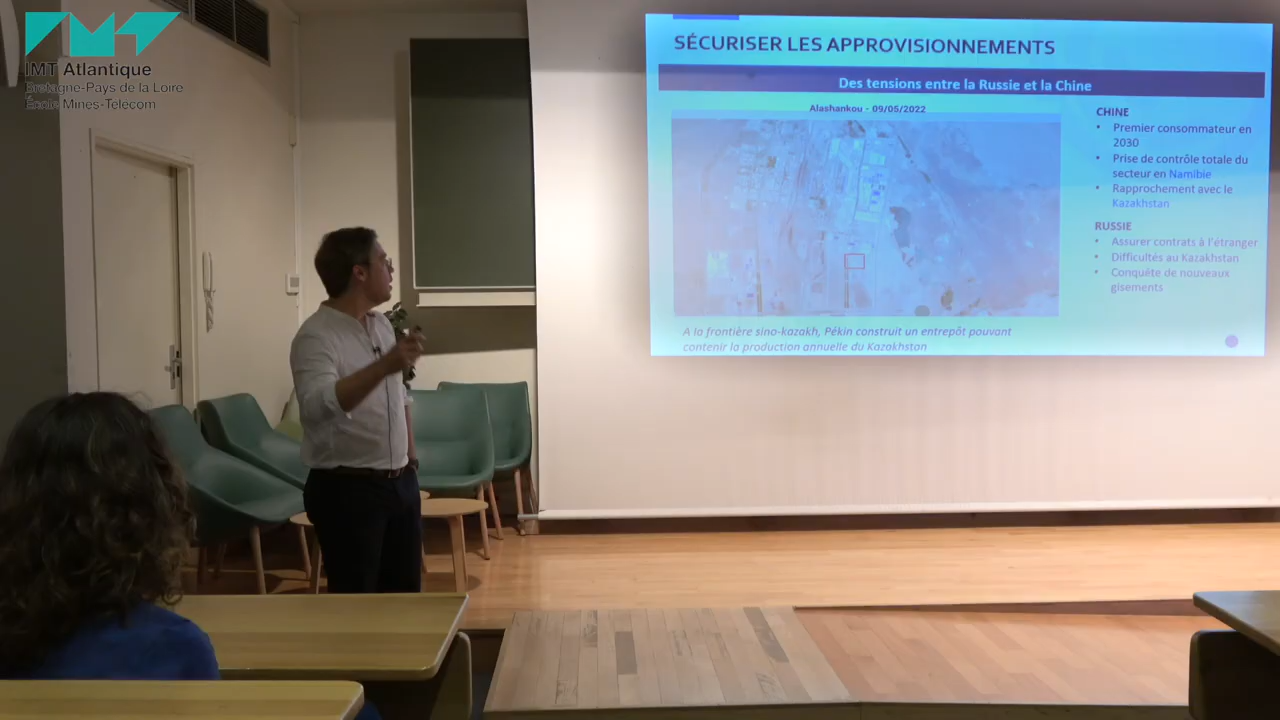 IMT Atlantique
Bretagne-Pays de la Loire
École Mines-Telecom
SÉCURISER LES APPROVISIONNEMENTS
Des tensions entre la Russie et la Chine
Alashankou - 09/05/2022
A la frontière sino-kazakh, Pékin construit un entrepôt pouvant
contenir la production annuelle du Kazakhstan
CHINE
• Premier consommateur en
2030
• Prise de contrôle totale du
secteur en Namibie
• Rapprochement avec le
Kazakhstan
RUSSIE
• Assurer contrats à l'étranger
• Difficultés au Kazakhstan
• Conquête de nouveaux
gisements